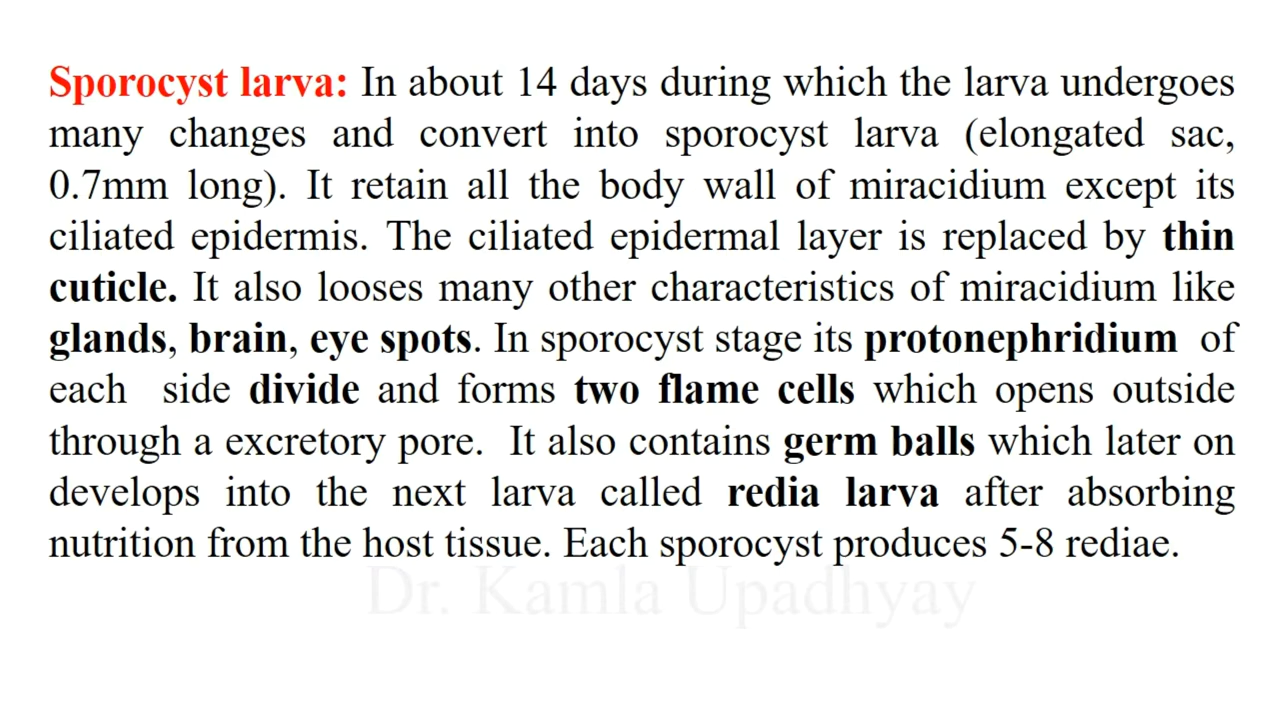 Sporocyst larva: In about 14 days during which the larva undergoes
many changes and convert into sporocyst larva (elongated sac,
0.7mm long). It retain all the body wall of miracidium except its
ciliated epidermis. The ciliated epidermal layer is replaced by thin
cuticle. It also looses many other characteristics of miracidium like
glands, brain, eye spots. In sporocyst stage its protonephridium of
each side divide and forms two flame cells which opens outside
through a excretory pore. It also contains germ balls which later on
develops into the next larva called redia larva after absorbing
nutrition from the host tissue. Each sporocyst produces 5-8 rediae.
Dr. Kamla Upadhyay